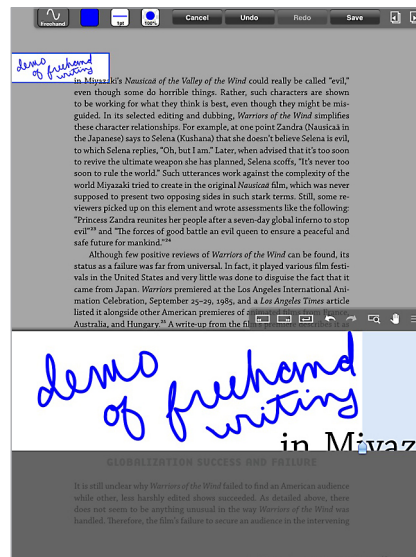 Freehand 1pt 100% Cancel Undo Redo Save
demo
of freehand
writing
in Miyazaki's Nausicaä of the Valley of the Wind could really be called "evil,"
even though some do horrible things. Rather, such characters are shown
to be working for what they think is best, even though they might be mis-
guided. In its selected editing and dubbing, Warriors of the Wind simplifies
these character relationships. For example, at one point Zandra (Nausicaä in
the Japanese) says to Selena (Kushana) that she doesn't believe Selena is evil,
to which Selena replies, "Oh, but I am." Later, when advised that it's too soon
to revive the ultimate weapon she has planned, Selena scoffs, "It's never too
soon to rule the world." Such utterances work against the complexity of the
world Miyazaki tried to create in the original Nausicaä film, which was never
supposed to present two opposing sides in such stark terms. Still, some re-
viewers picked up on this element and wrote assessments like the following:
"Princess Zandra reunites her people after a seven-day global inferno to stop
evil"²³ and "The forces of good battle an evil queen to ensure a peaceful and
safe future for mankind."²⁴
Although few positive reviews of Warriors of the Wind can be found, its
status as a failure was far from universal. In fact, it played various film festi-
vals in the United States and very little was done to disguise the fact that it
came from Japan. Warriors premiered at the Los Angeles International Ani-
mation Celebration, September 25–29, 1985, and a Los Angeles Times article
listed it alongside other American premieres of animated films from France,
Australia, and Hungary.²⁵ A write-up from the film's premiere describes it as
demo
of freehand
writing
in Miyaz
GLOBALIZATION SUCCESS AND FAILURE
It is still unclear why Warriors of the Wind failed to find an American audience
while other, less harshly edited shows succeeded. As detailed above, there
does not seem to be anything unusual in the way Warriors of the Wind was
handled. Therefore, the film's failure to secure an audience in the intervening